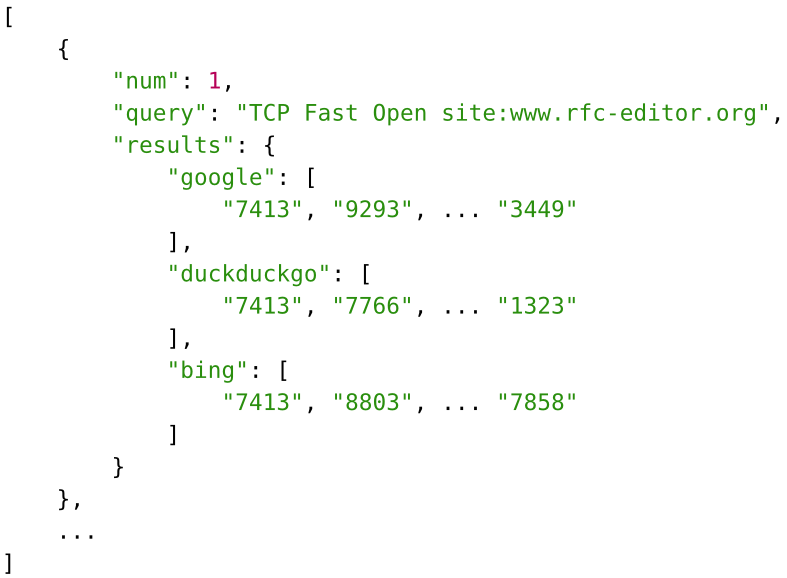 [
    {
        "num": 1,
        "query": "TCP Fast Open site:www.rfc-editor.org",
        "results": {
            "google": [
                "7413", "9293", ... "3449"
            ],
            "duckduckgo": [
                "7413", "7766", ... "1323"
            ],
            "bing": [
                "7413", "8803", ... "7858"
            ]
        }
    },
    ...
]